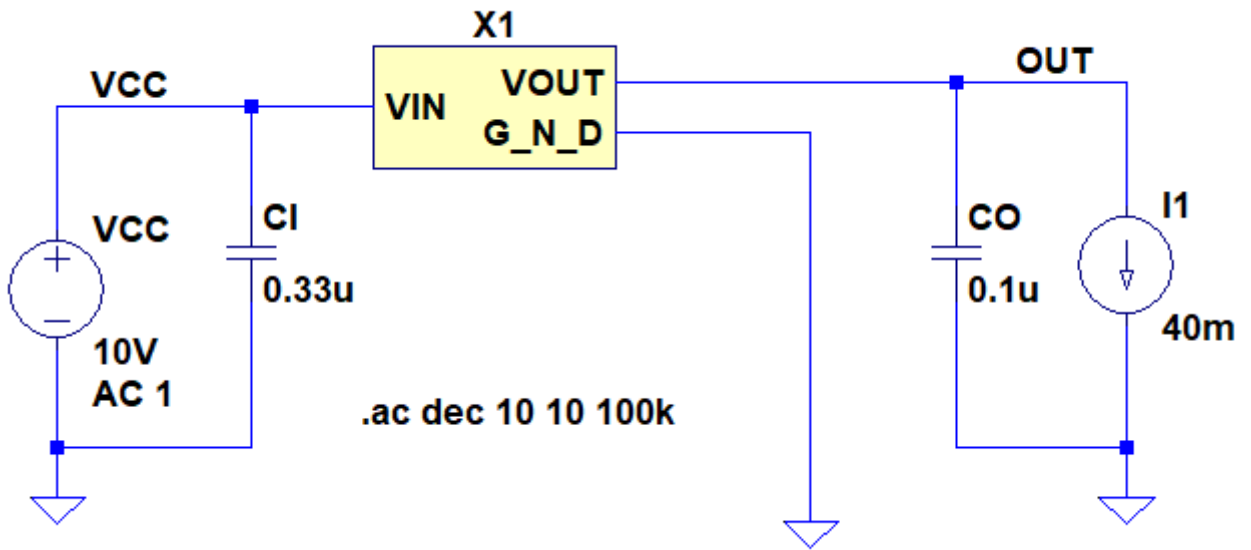 X1
VCC
VIN
VOUT
G_N_D
OUT
VCC
10V
AC 1
CI
0.33u
CO
0.1u
I1
40m
.ac dec 10 10 100k